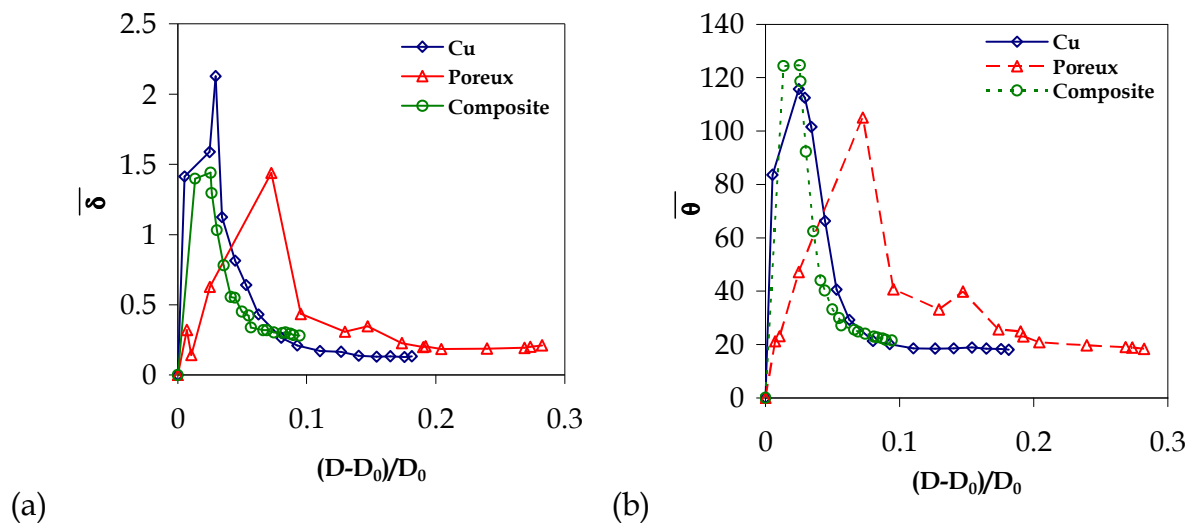 2.5
2
1.5
1
0.5
0
δ̅
0
0.1
0.2
0.3
(D-D₀)/D₀
Cu
Poreux
Composite
(a)
140
120
100
80
60
40
20
0
θ̅
0
0.1
0.2
0.3
(D-D₀)/D₀
Cu
Poreux
Composite
(b)